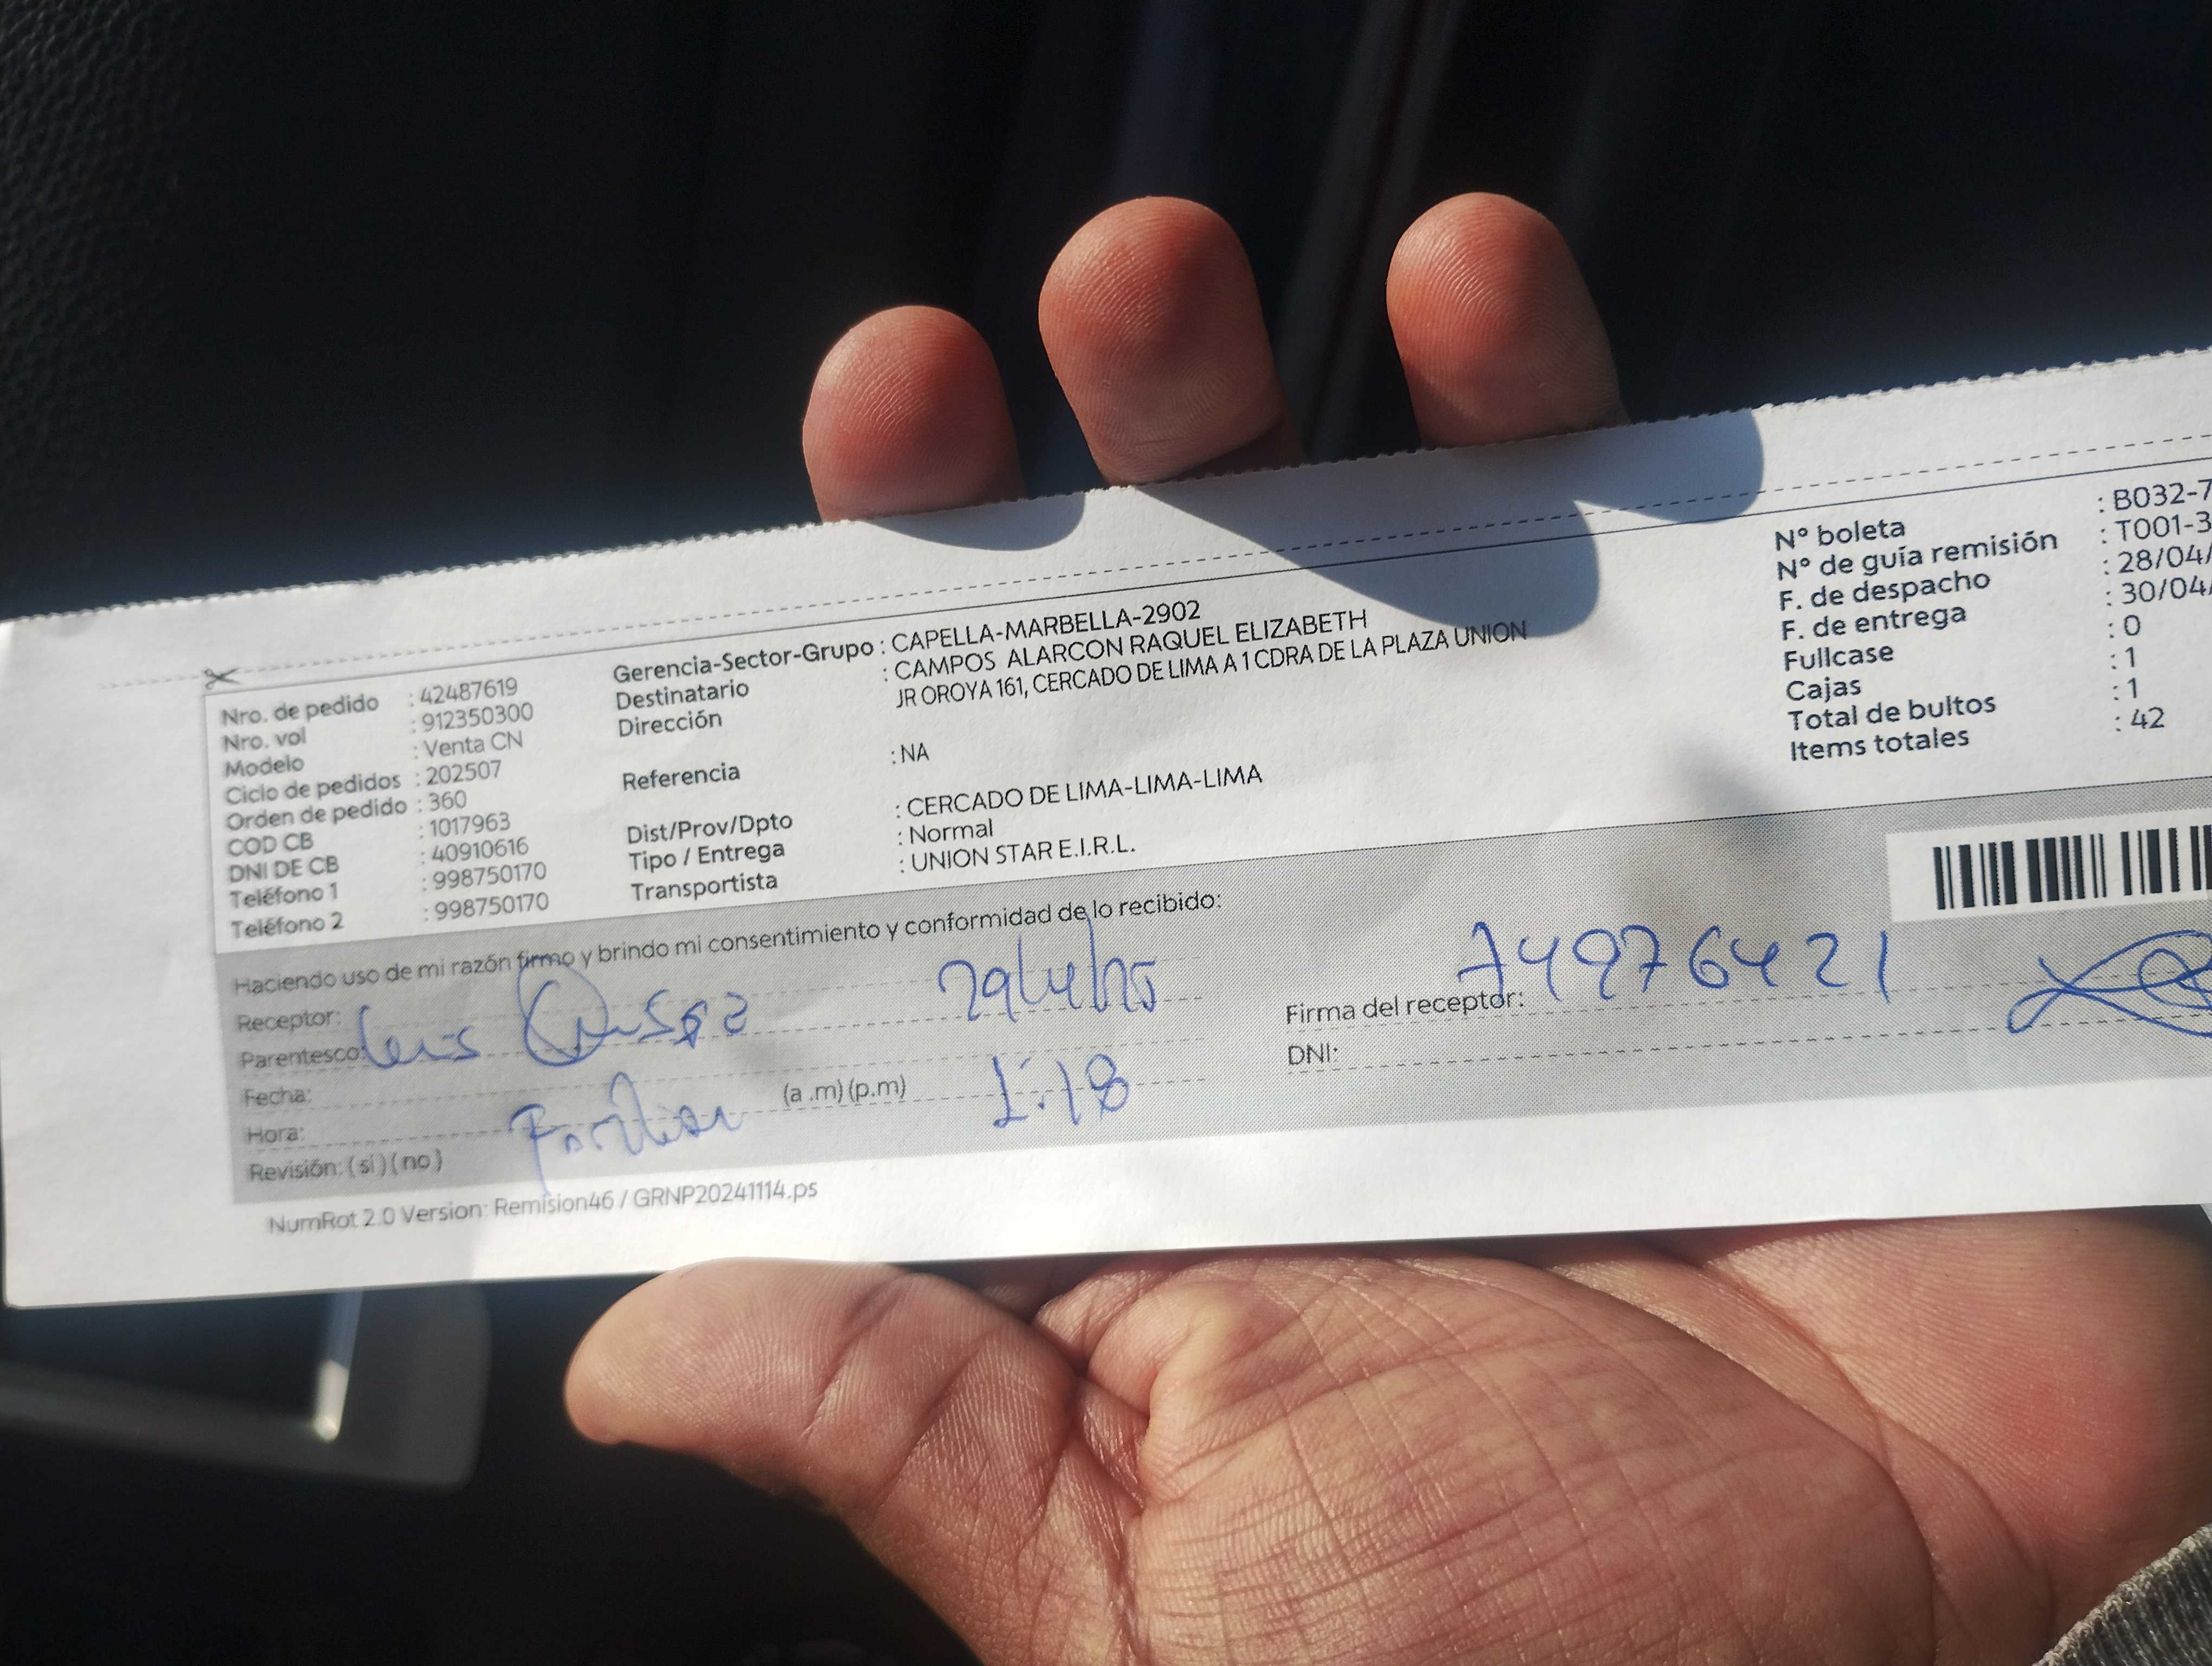 Nro. de pedido : 42487619
Nro. vol : 912350300
Modelo : Venta CN
Ciclo de pedidos : 202507
Orden de pedido : 360
COD CB : 1017963
DNI DE CB : 40910616
Teléfono 1 : 998750170
Teléfono 2 : 998750170
Gerencia-Sector-Grupo : CAPELLA-MARBELLA-2902
Destinatario : CAMPOS ALARCON RAQUEL ELIZABETH
Dirección JR OROYA 161, CERCADO DE LIMA A 1 CDRA DE LA PLAZA UNION
Referencia : NA
Dist/Prov/Dpto : CERCADO DE LIMA-LIMA-LIMA
Tipo / Entrega : Normal
Transportista : UNION STAR E.I.R.L.
N° boleta : B032-7
N° de guía remisión : T001-3
F. de despacho : 28/04/
F. de entrega : 30/04/
Fullcase : 0
Cajas : 1
Total de bultos : 1
Items totales : 42
Haciendo uso de mi razón firmo y brindo mi consentimiento y conformidad de lo recibido:
Receptor:
Parentesco: Luis Quispe 29/4/25
Fecha:
Hora: Familiar (a .m) (p.m) 1:18
Revisión: ( si ) ( no )
Firma del receptor: 74976421
DNI:
NumRot 2.0 Version: Remision46 / GRNP20241114.ps